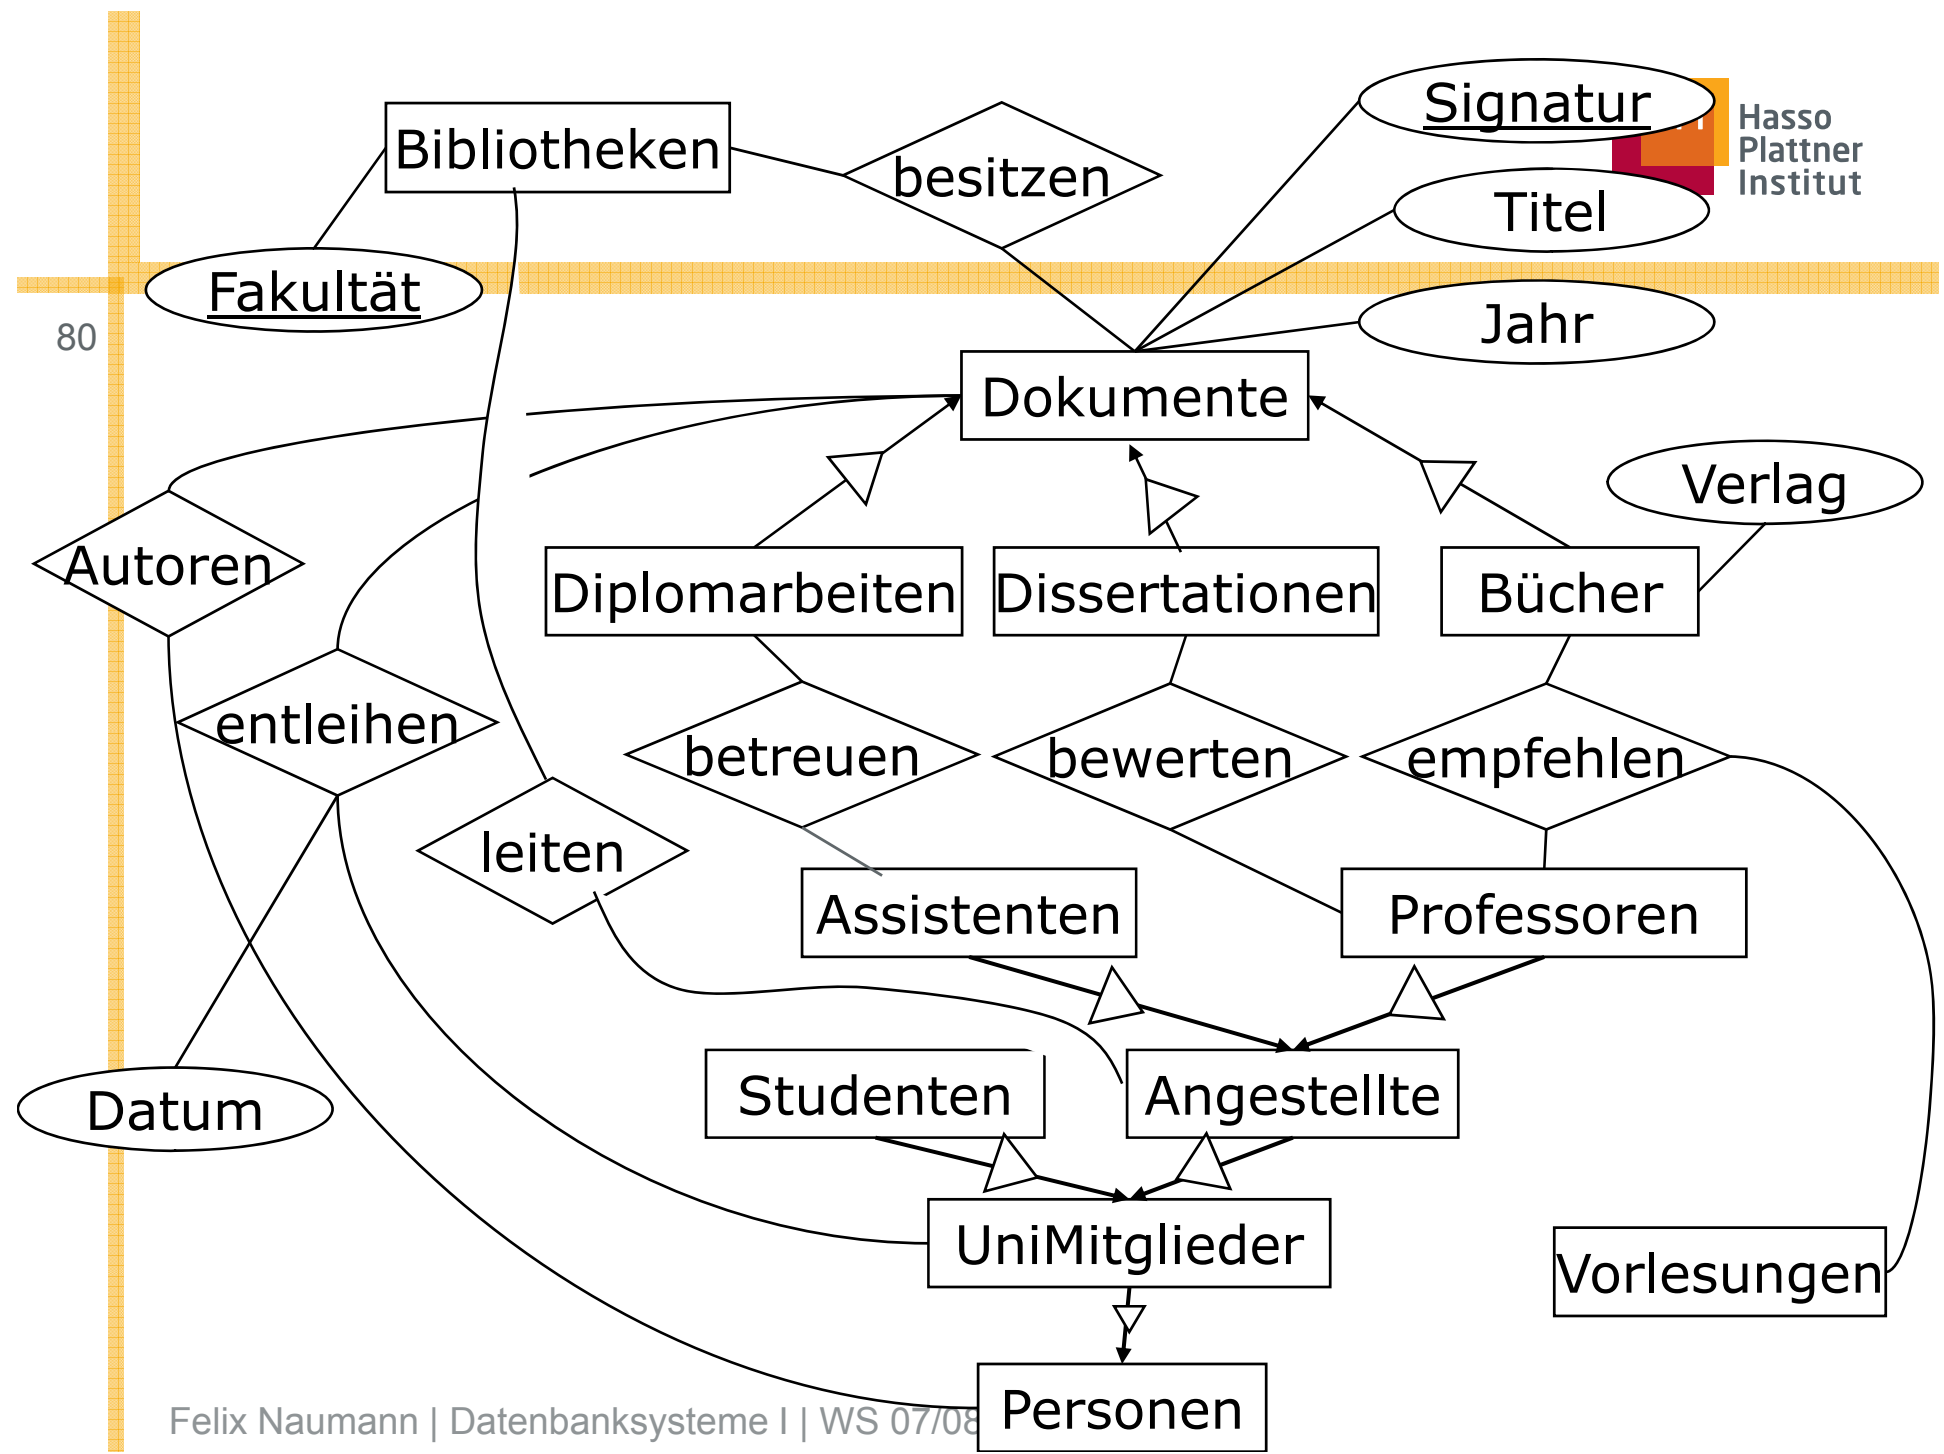 Signatur
Hasso
Plattner
Institut
Bibliotheken
besitzen
Titel
Fakultät
Jahr
80
Dokumente
Verlag
Autoren
Diplomarbeiten
Dissertationen
Bücher
entleihen
betreuen
bewerten
empfehlen
leiten
Assistenten
Professoren
Datum
Studenten
Angestellte
UniMitglieder
Vorlesungen
Personen
Felix Naumann | Datenbanksysteme I | WS 07/08